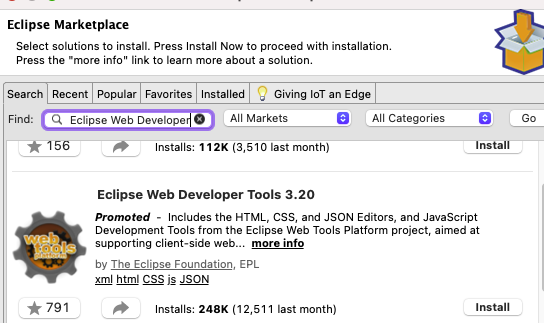 Eclipse Marketplace
Select solutions to install. Press Install Now to proceed with installation.
Press the "more info" link to learn more about a solution.
Search Recent Popular Favorites Installed Giving IoT an Edge
Find: Eclipse Web Developer All Markets All Categories Go
156 Installs: 112K (3,510 last month) Install
Eclipse Web Developer Tools 3.20
Promoted - Includes the HTML, CSS, and JSON Editors, and JavaScript
Development Tools from the Eclipse Web Tools Platform project, aimed at
supporting client-side web... more info
web
tools
platform
by The Eclipse Foundation, EPL
xml html CSS js JSON
791 Installs: 248K (12,511 last month) Install